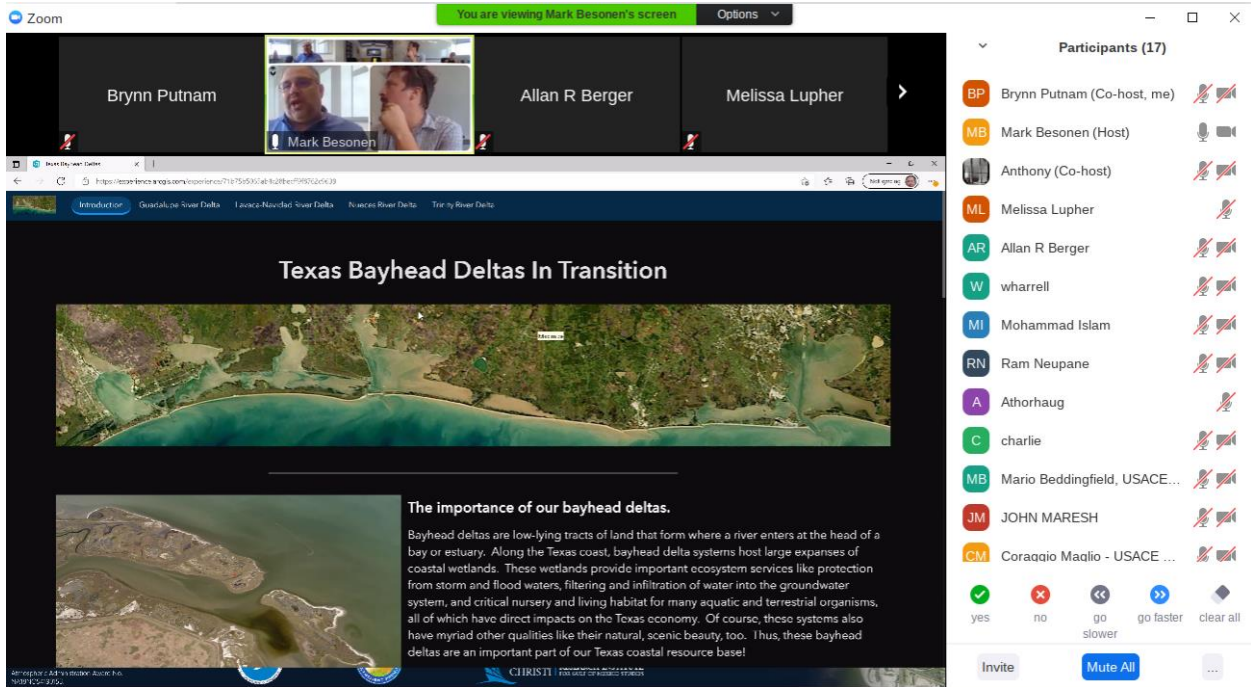 Zoom
You are viewing Mark Besonen's screen
Options
Brynn Putnam
Mark Besonen
Allan R Berger
Melissa Lupher
Texas Bayhead Deltas
Introduction
Guadalupe River Delta
Lavaca-Navidad River Delta
Nueces River Delta
Trinity River Delta
Texas Bayhead Deltas In Transition
The importance of our bayhead deltas.
Bayhead deltas are low-lying tracts of land that form where a river enters at the head of a
bay or estuary. Along the Texas coast, bayhead delta systems host large expanses of
coastal wetlands. These wetlands provide important ecosystem services like protection
from storm and flood waters, filtering and infiltration of water into the groundwater
system, and critical nursery and living habitat for many aquatic and terrestrial organisms,
all of which have direct impacts on the Texas economy. Of course, these systems also
have myriad other qualities like their natural, scenic beauty, too. Thus, these bayhead
deltas are an important part of our Texas coastal resource base!
Atmospheric Administration Award No.
CHRISTI
Participants (17)
BP Brynn Putnam (Co-host, me)
MB Mark Besonen (Host)
Anthony (Co-host)
ML Melissa Lupher
AR Allan R Berger
W wharrell
MI Mohammad Islam
RN Ram Neupane
A Athorhaug
C charlie
MB Mario Beddingfield, USACE...
JM JOHN MARESH
CM Coraggio Maglio - USACE ...
yes
no
go slower
go faster
clear all
Invite
Mute All
...